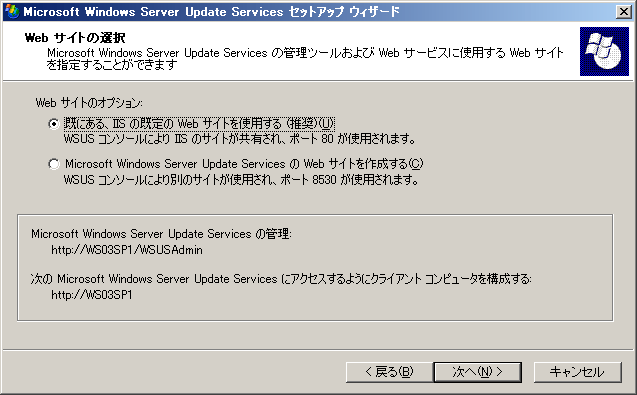 Microsoft Windows Server Update Services セットアップ ウィザード
Web サイトの選択
Microsoft Windows Server Update Services の管理ツールおよび Web サービスに使用する Web サイト
を指定することができます
Web サイトのオプション:
既にある、IIS の既定の Web サイトを使用する (推奨)(U)
WSUS コンソールにより IIS のサイトが共有され、ポート 80 が使用されます。
Microsoft Windows Server Update Services の Web サイトを作成する(C)
WSUS コンソールにより別のサイトが使用され、ポート 8530 が使用されます。
Microsoft Windows Server Update Services の管理:
http://WS03SP1/WSUSAdmin
次の Microsoft Windows Server Update Services にアクセスするようにクライアント コンピュータを構成する:
http://WS03SP1
< 戻る(B) 次へ(N) > キャンセル